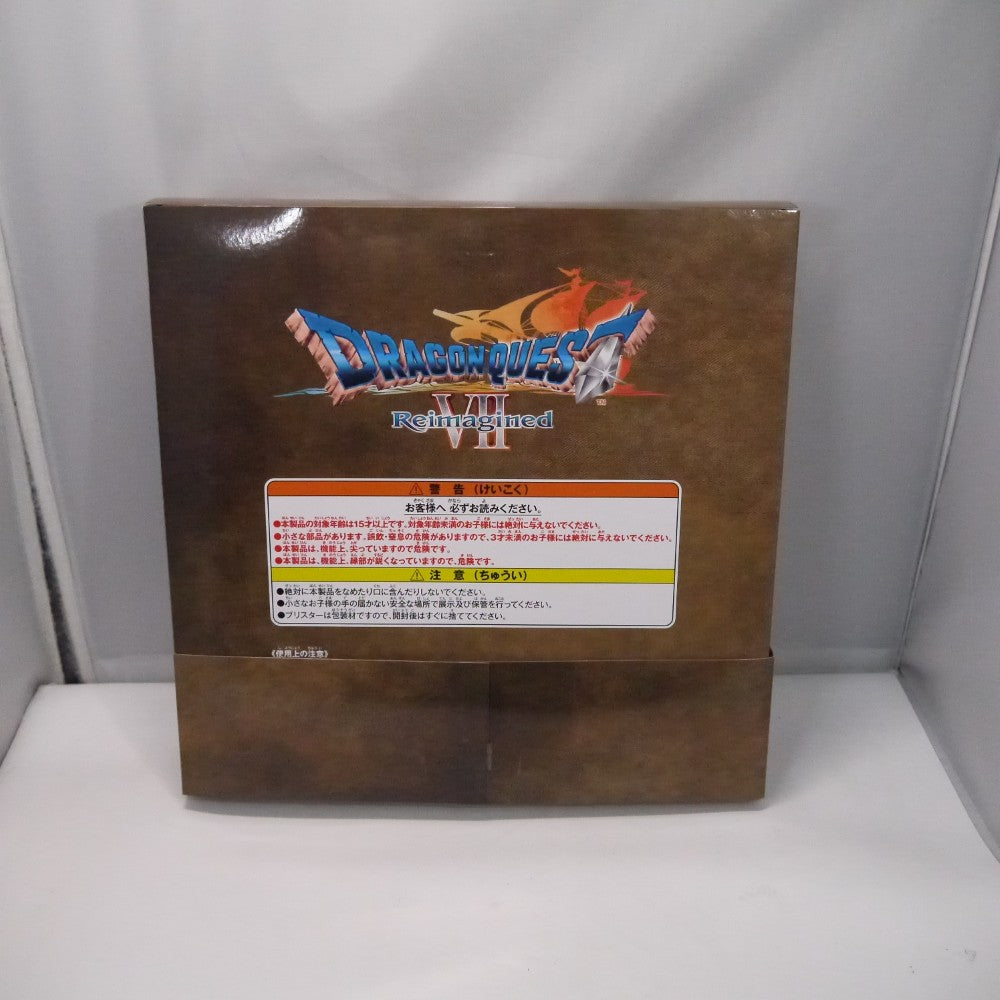 DRAGON QUEST
TM
VII
Reimagined
⚠ 警 告 (けいこく)
お客様へ 必ずお読みください。
●本製品の対象年齢は15才以上です。対象年齢未満のお子様には絶対に与えないでください。
●小さな部品があります。誤飲・窒息の危険がありますので、3才未満のお子様には絶対に与えないでください。
●本製品は、機能上、尖っていますので危険です。
●本製品は、機能上、縁部が鋭くなっていますので、危険です。
⚠ 注 意 (ちゅうい)
●絶対に本製品をなめたり口に含んだりしないでください。
●小さなお子様の手の届かない安全な場所で展示及び保管を行ってください。
●ブリスターは包装材ですので、開封後はすぐに捨ててください。
《使用上の注意》